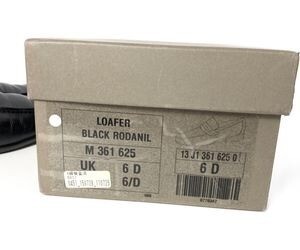 LOAFER
BLACK RODANIL
M 361 625
UK 6 D
6/D
13 J1 361 625 0
6 D